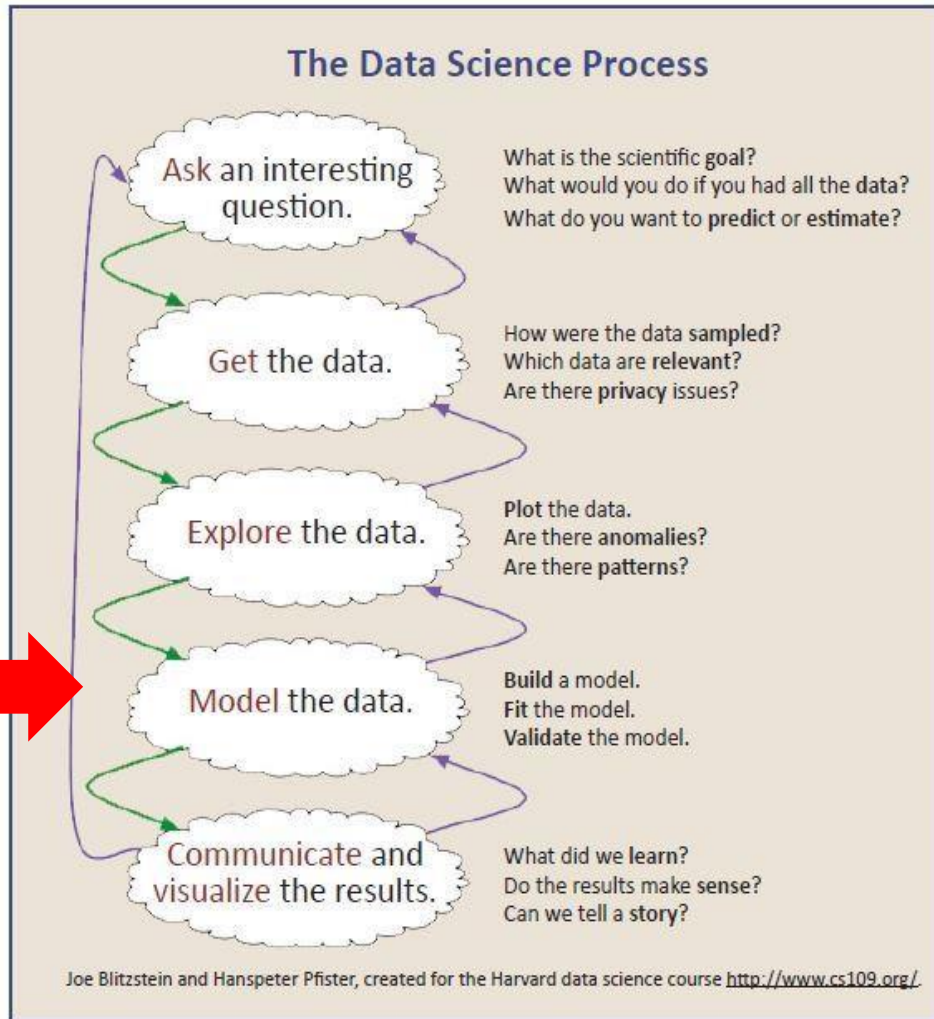 The Data Science Process
Ask an interesting
question.
What is the scientific goal?
What would you do if you had all the data?
What do you want to predict or estimate?
Get the data.
How were the data sampled?
Which data are relevant?
Are there privacy issues?
Explore the data.
Plot the data.
Are there anomalies?
Are there patterns?
Model the data.
Build a model.
Fit the model.
Validate the model.
Communicate and
visualize the results.
What did we learn?
Do the results make sense?
Can we tell a story?
Joe Blitzstein and Hanspeter Pfister, created for the Harvard data science course http://www.cs109.org/.